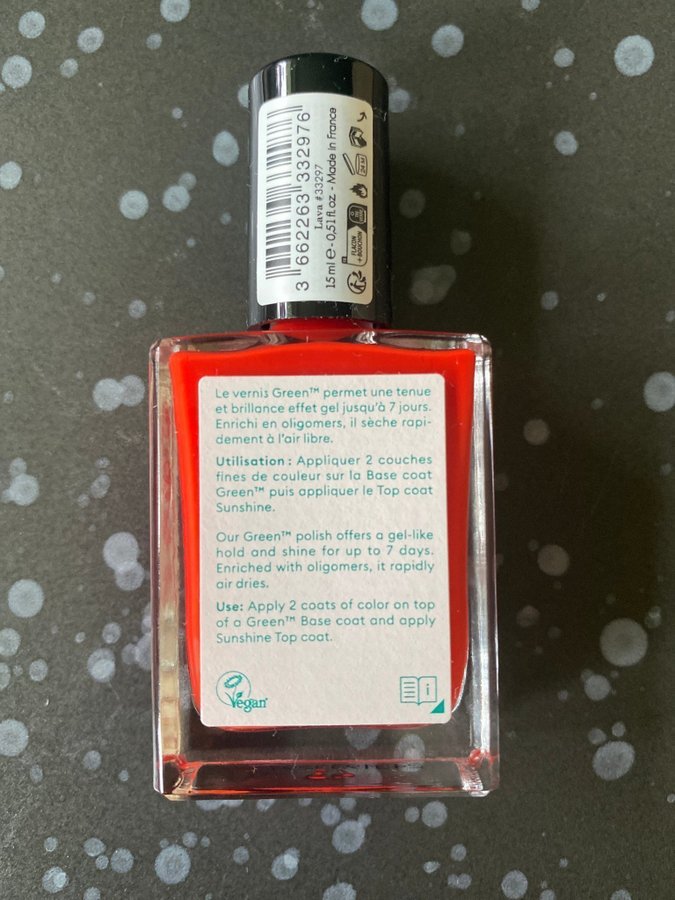 3 662263 332976
Lava #33297
15 ml e - 0,51 fl oz - Made in France
FLACON
+ BOUCHON
24 M
Le vernis Green™ permet une tenue
et brillance effet gel jusqu'à 7 jours.
Enrichi en oligomers, il sèche rapi-
dement à l'air libre.
Utilisation : Appliquer 2 couches
fines de couleur sur la Base coat
Green™ puis appliquer le Top coat
Sunshine.
Our Green™ polish offers a gel-like
hold and shine for up to 7 days.
Enriched with oligomers, it rapidly
air dries.
Use: Apply 2 coats of color on top
of a Green™ Base coat and apply
Sunshine Top coat.
Vegan
i